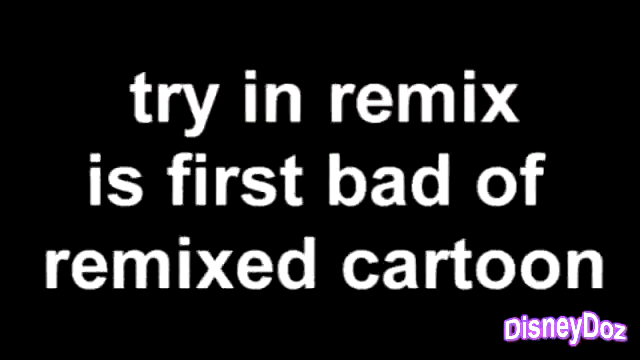 try in remix
is first bad of
remixed cartoon
DisneyDoz